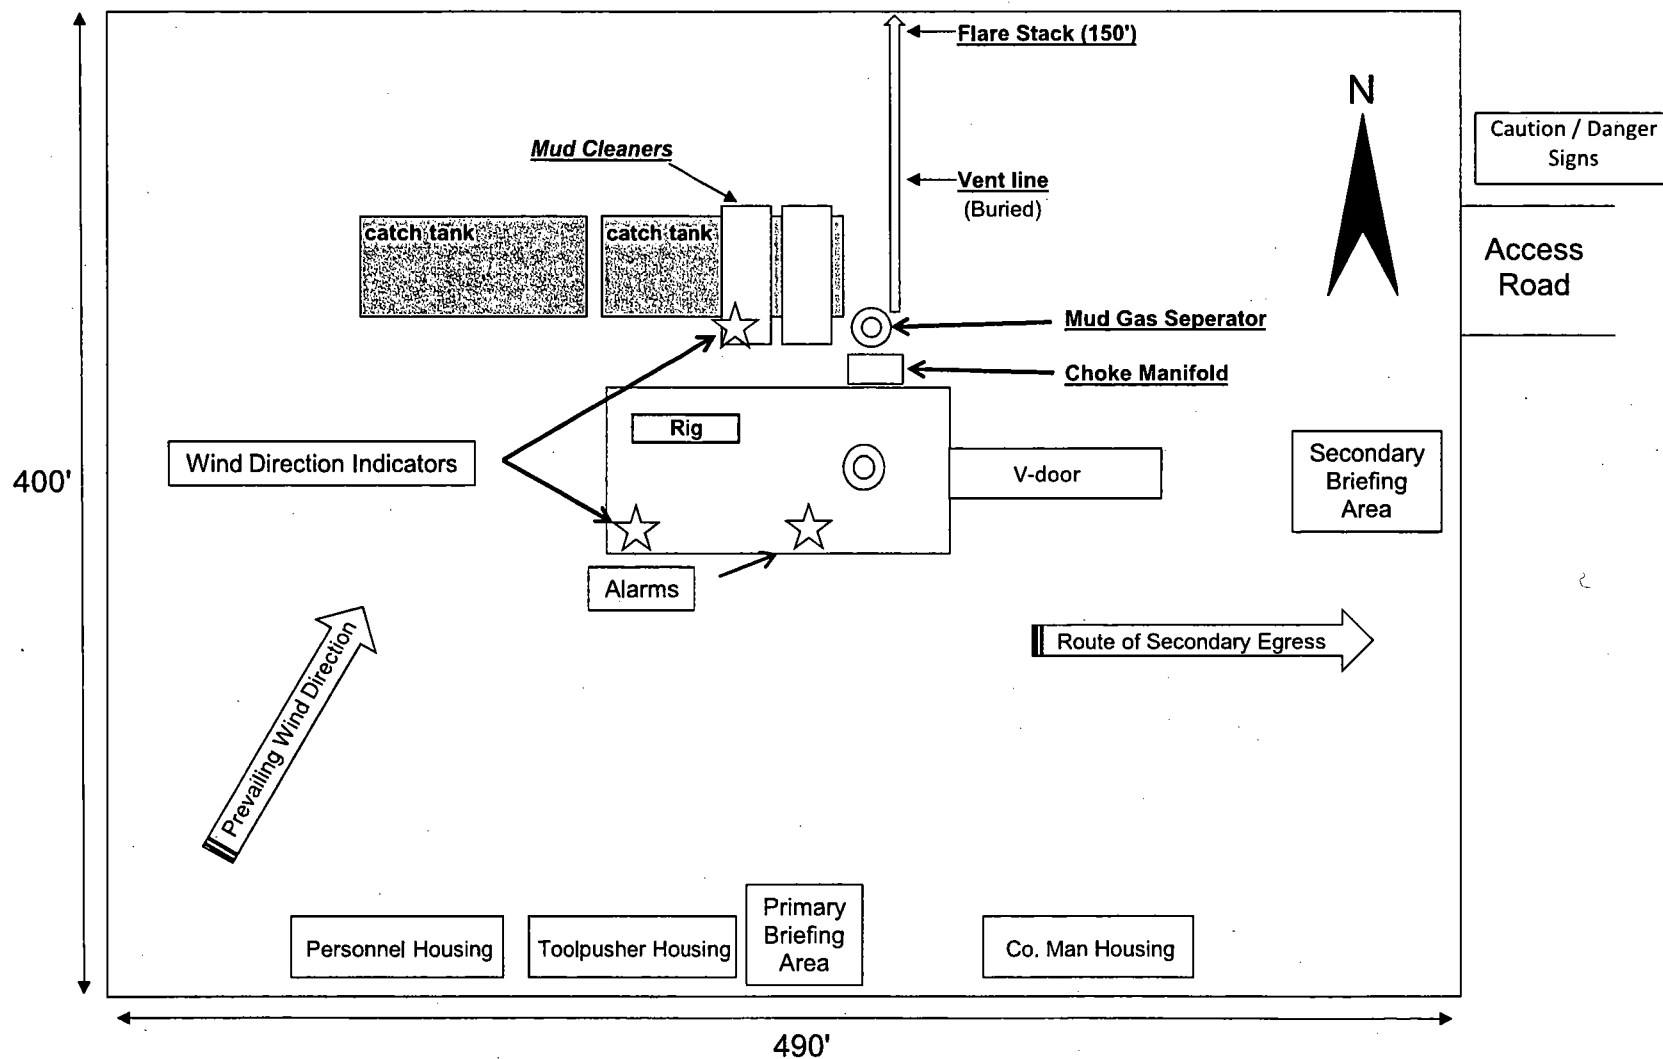 Flare Stack (150')
N
Caution / Danger
Signs
Mud Cleaners
Vent line
(Buried)
catch tank
catch tank
Access
Road
Mud Gas Seperator
Choke Manifold
Rig
Wind Direction Indicators
V-door
Secondary
Briefing
Area
400'
Alarms
Prevailing Wind Direction
Route of Secondary Egress
Personnel Housing
Toolpusher Housing
Primary
Briefing
Area
Co. Man Housing
490'